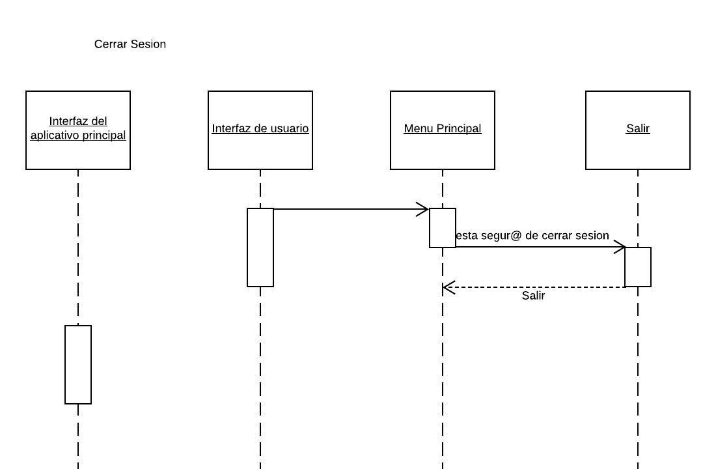 Cerrar Sesion
Interfaz del
aplicativo principal
Interfaz de usuario
Menu Principal
Salir
esta segur@ de cerrar sesion
Salir